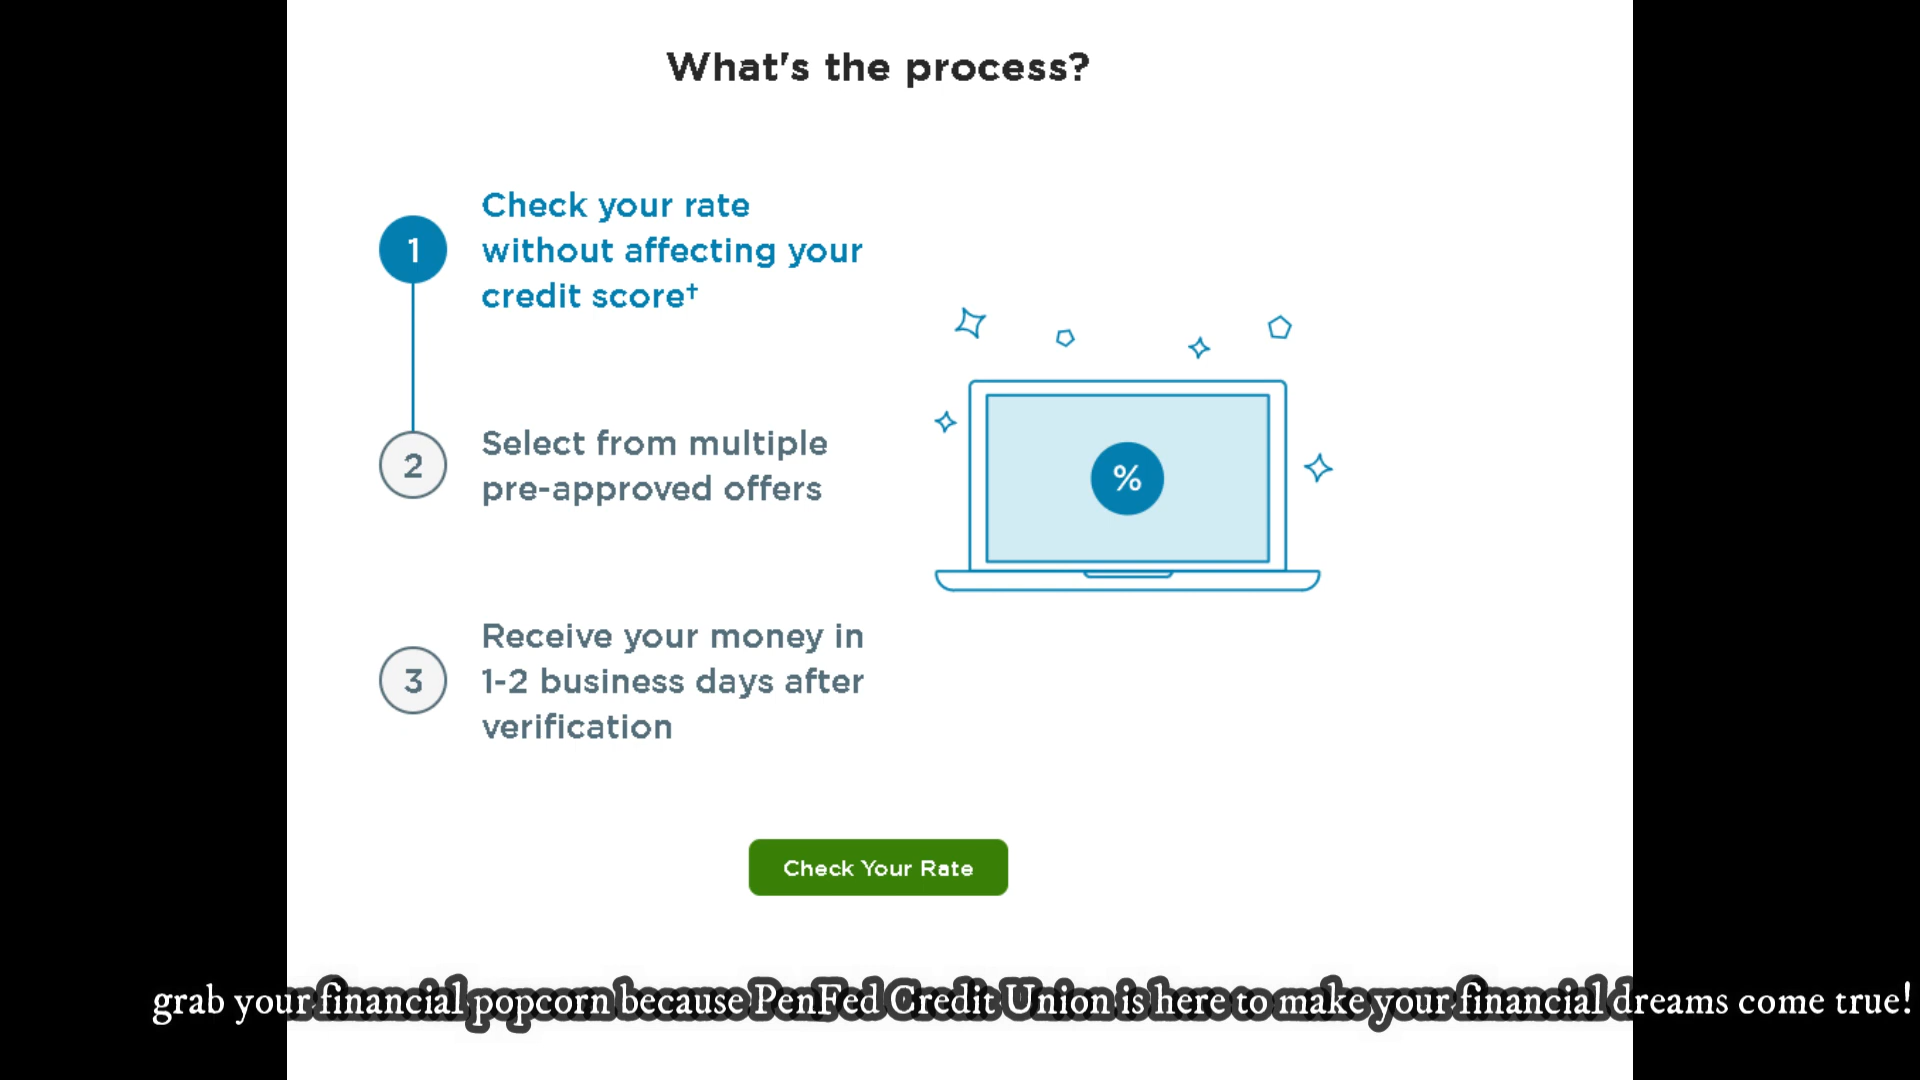 What's the process?
1
Check your rate
without affecting your
credit score†
2
Select from multiple
pre-approved offers
%
3
Receive your money in
1-2 business days after
verification
Check Your Rate
grab your financial popcorn because PenFed Credit Union is here to make your financial dreams come true!